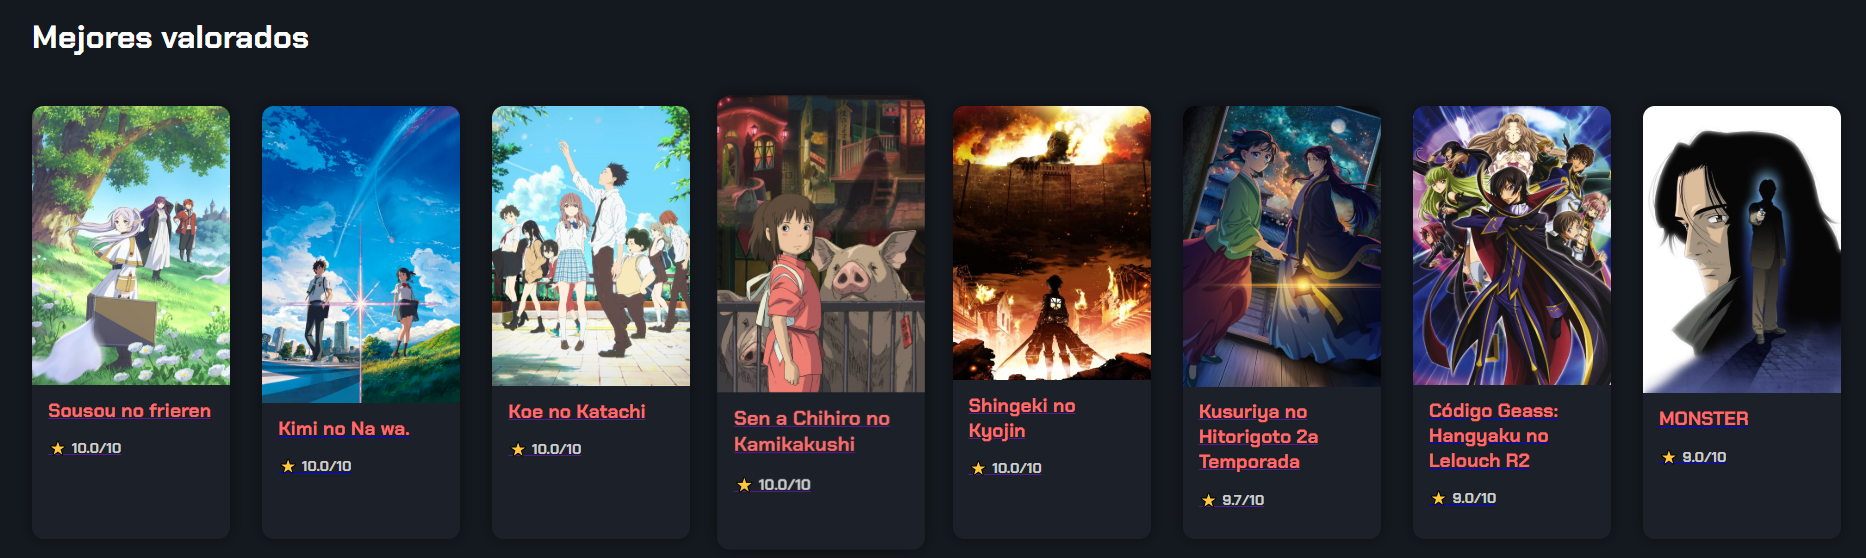 Mejores valorados
Sousou no frieren
★ 10.0/10
Kimi no Na wa.
★ 10.0/10
Koe no Katachi
★ 10.0/10
Sen a Chihiro no
Kamikakushi
★ 10.0/10
Shingeki no
Kyojin
★ 10.0/10
Kusuriya no
Hitorigoto 2a
Temporada
★ 9.7/10
Código Geass:
Hangyaku no
Lelouch R2
★ 9.0/10
MONSTER
★ 9.0/10